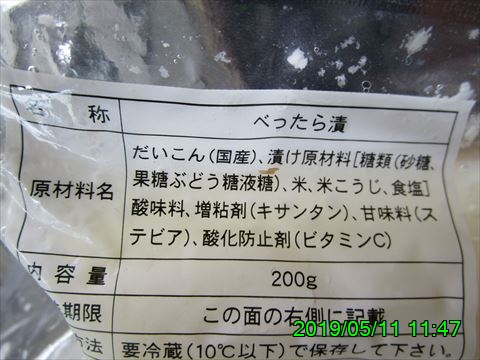 名称 べったら漬
原材料名 だいこん(国産)、漬け原材料[糖類(砂糖、
果糖ぶどう糖液糖)、米、米こうじ、食塩]
酸味料、増粘剤(キサンタン)、甘味料(ス
テビア)、酸化防止剤(ビタミンC)
内容量 200g
期限 この面の右側に記載
方法 要冷蔵(10℃以下)で保存して下さい
2019/05/11 11:47